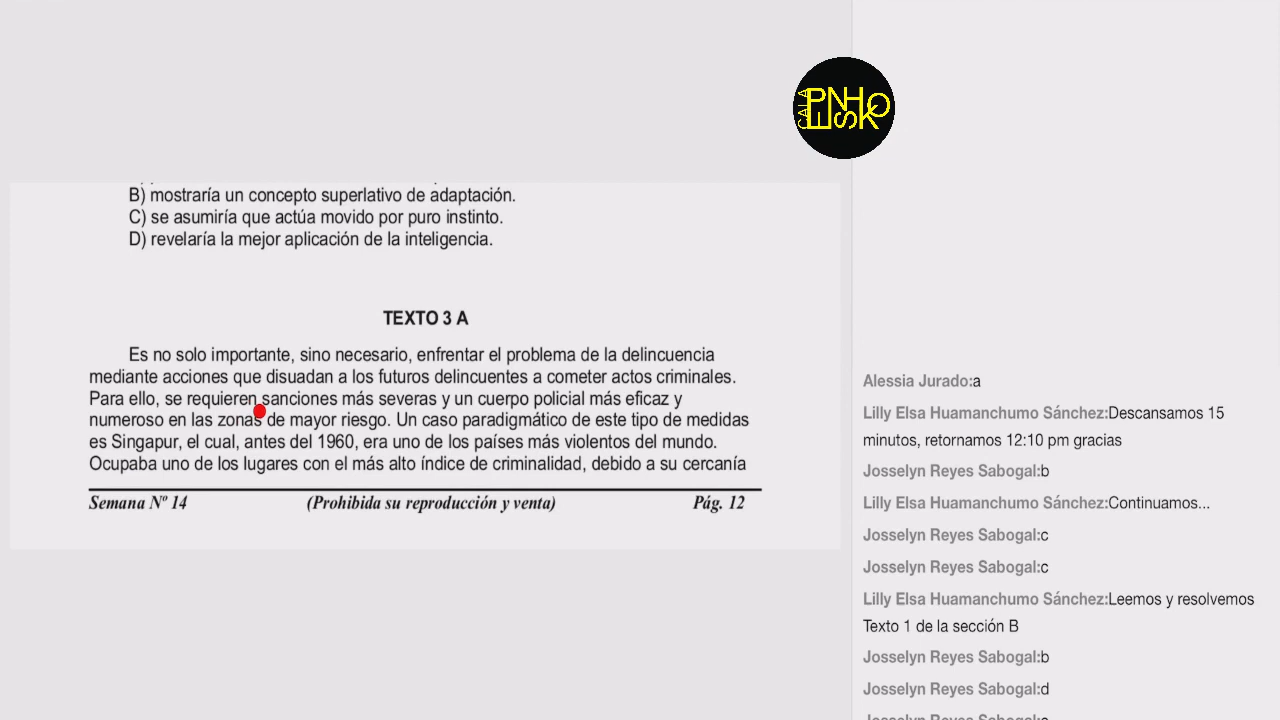 CALA
PENH
ESKO
B) mostraría un concepto superlativo de adaptación.
C) se asumiría que actúa movido por puro instinto.
D) revelaría la mejor aplicación de la inteligencia.
TEXTO 3 A
Es no solo importante, sino necesario, enfrentar el problema de la delincuencia
mediante acciones que disuadan a los futuros delincuentes a cometer actos criminales.
Para ello, se requieren sanciones más severas y un cuerpo policial más eficaz y
numeroso en las zonas de mayor riesgo. Un caso paradigmático de este tipo de medidas
es Singapur, el cual, antes del 1960, era uno de los países más violentos del mundo.
Ocupaba uno de los lugares con el más alto índice de criminalidad, debido a su cercanía
Semana Nº 14 (Prohibida su reproducción y venta) Pág. 12
Alessia Jurado:a
Lilly Elsa Huamanchumo Sánchez:Descansamos 15
minutos, retornamos 12:10 pm gracias
Josselyn Reyes Sabogal:b
Lilly Elsa Huamanchumo Sánchez:Continuamos...
Josselyn Reyes Sabogal:c
Josselyn Reyes Sabogal:c
Lilly Elsa Huamanchumo Sánchez:Leemos y resolvemos
Texto 1 de la sección B
Josselyn Reyes Sabogal:b
Josselyn Reyes Sabogal:d